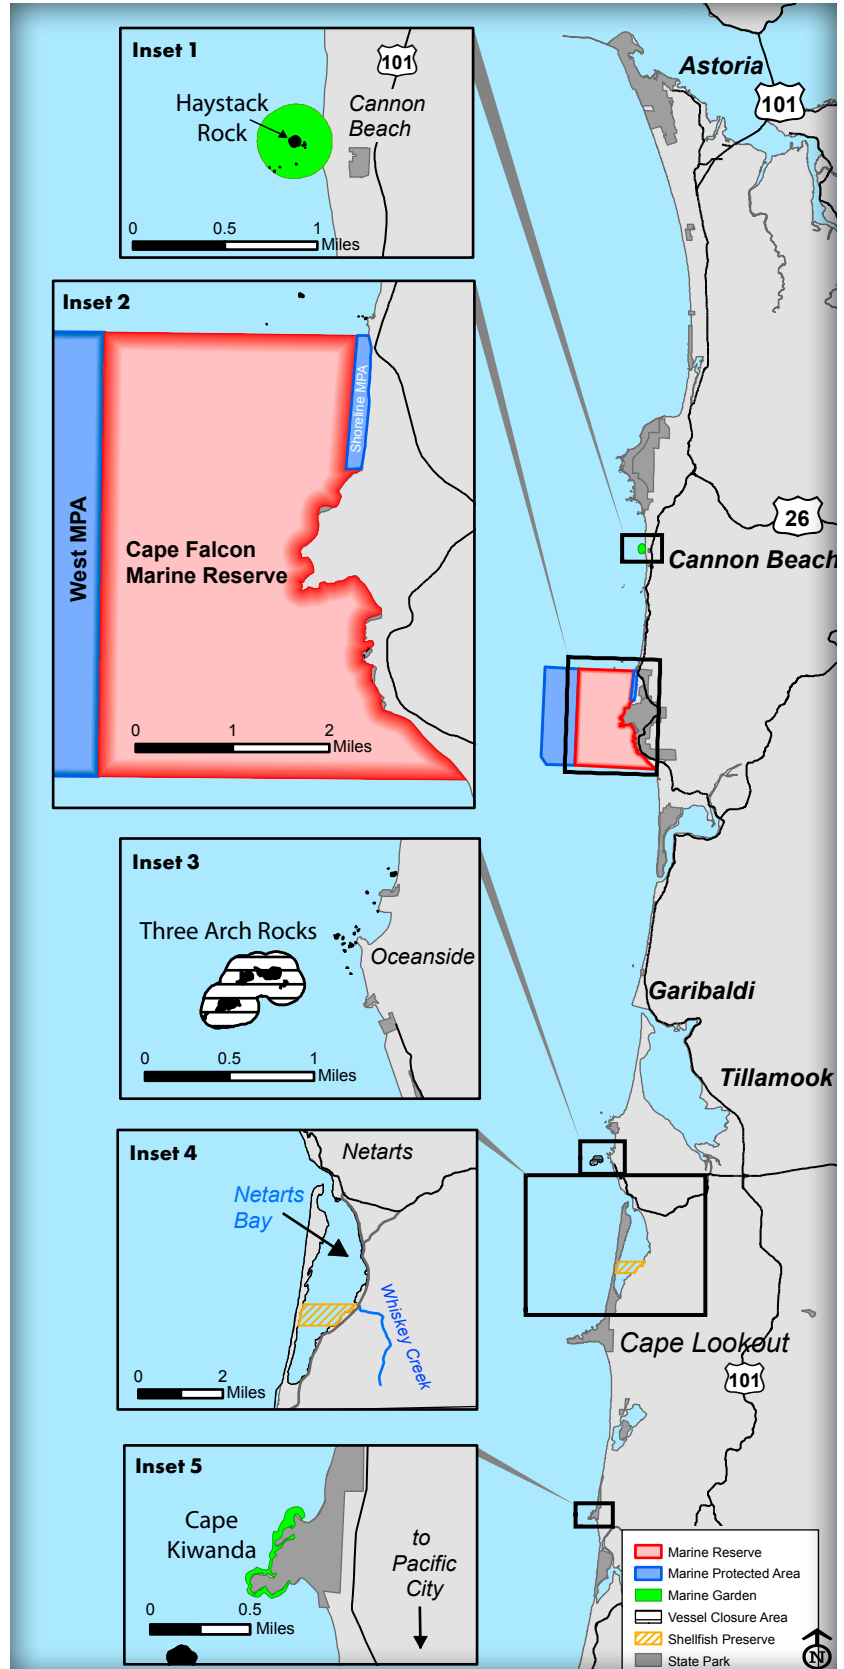 Inset 1
101
Haystack
Rock
Cannon
Beach
0 0.5 1
Miles
Astoria
101
Inset 2
Shoreline MPA
West MPA
Cape Falcon
Marine Reserve
0 1 2
Miles
26
Cannon Beach
Inset 3
Three Arch Rocks
Oceanside
0 0.5 1
Miles
Garibaldi
Tillamook
Inset 4
Netarts
Netarts
Bay
Whiskey Creek
0 2
Miles
Cape Lookout
101
Inset 5
Cape
Kiwanda
to
Pacific
City
0 0.5
Miles
Marine Reserve
Marine Protected Area
Marine Garden
Vessel Closure Area
Shellfish Preserve
State Park
N